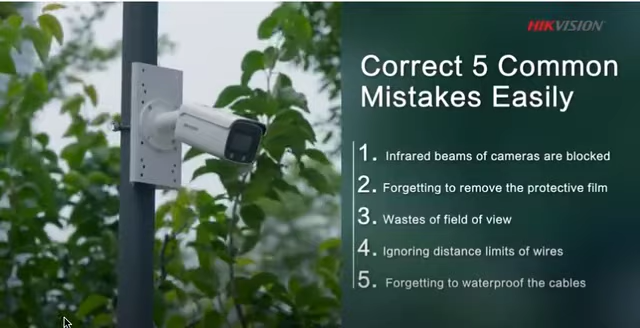 HIKVISION
Correct 5 Common
Mistakes Easily
1. Infrared beams of cameras are blocked
2. Forgetting to remove the protective film
3. Wastes of field of view
4. Ignoring distance limits of wires
5. Forgetting to waterproof the cables